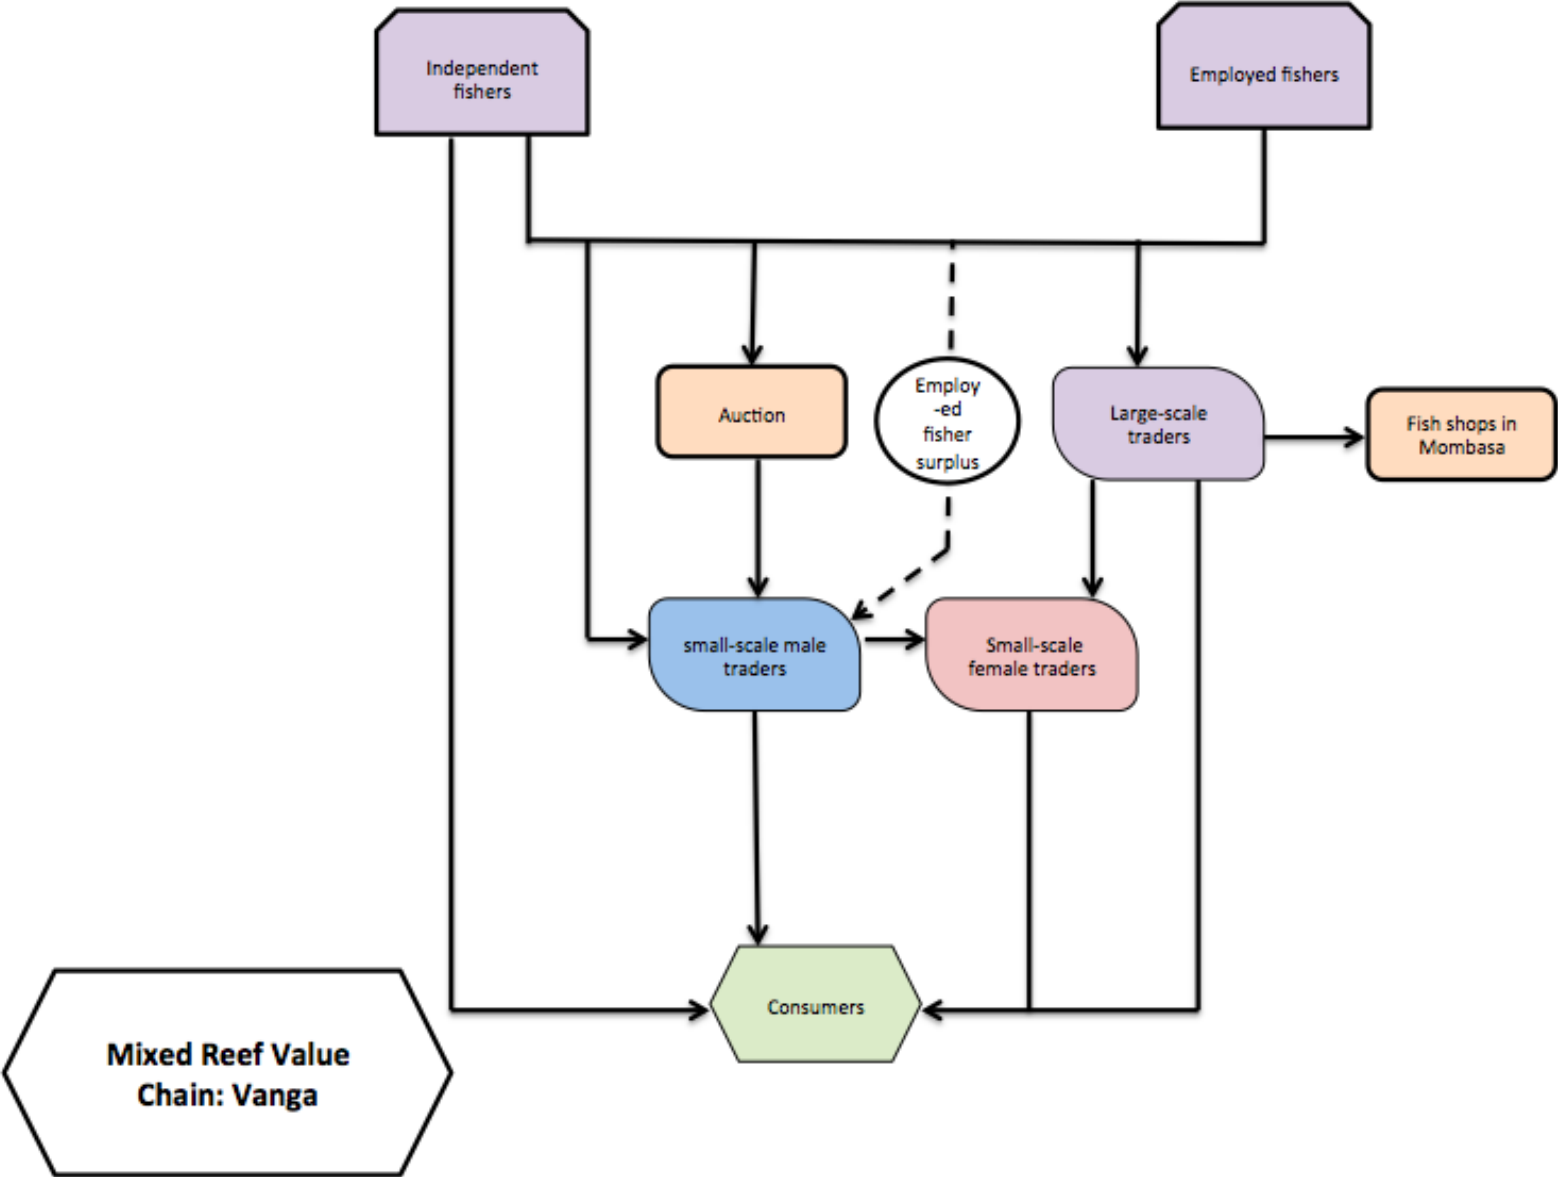 Independent
fishers
Employed fishers
Auction
Employ
-ed
fisher
surplus
Large-scale
traders
Fish shops in
Mombasa
small-scale male
traders
Small-scale
female traders
Consumers
Mixed Reef Value
Chain: Vanga